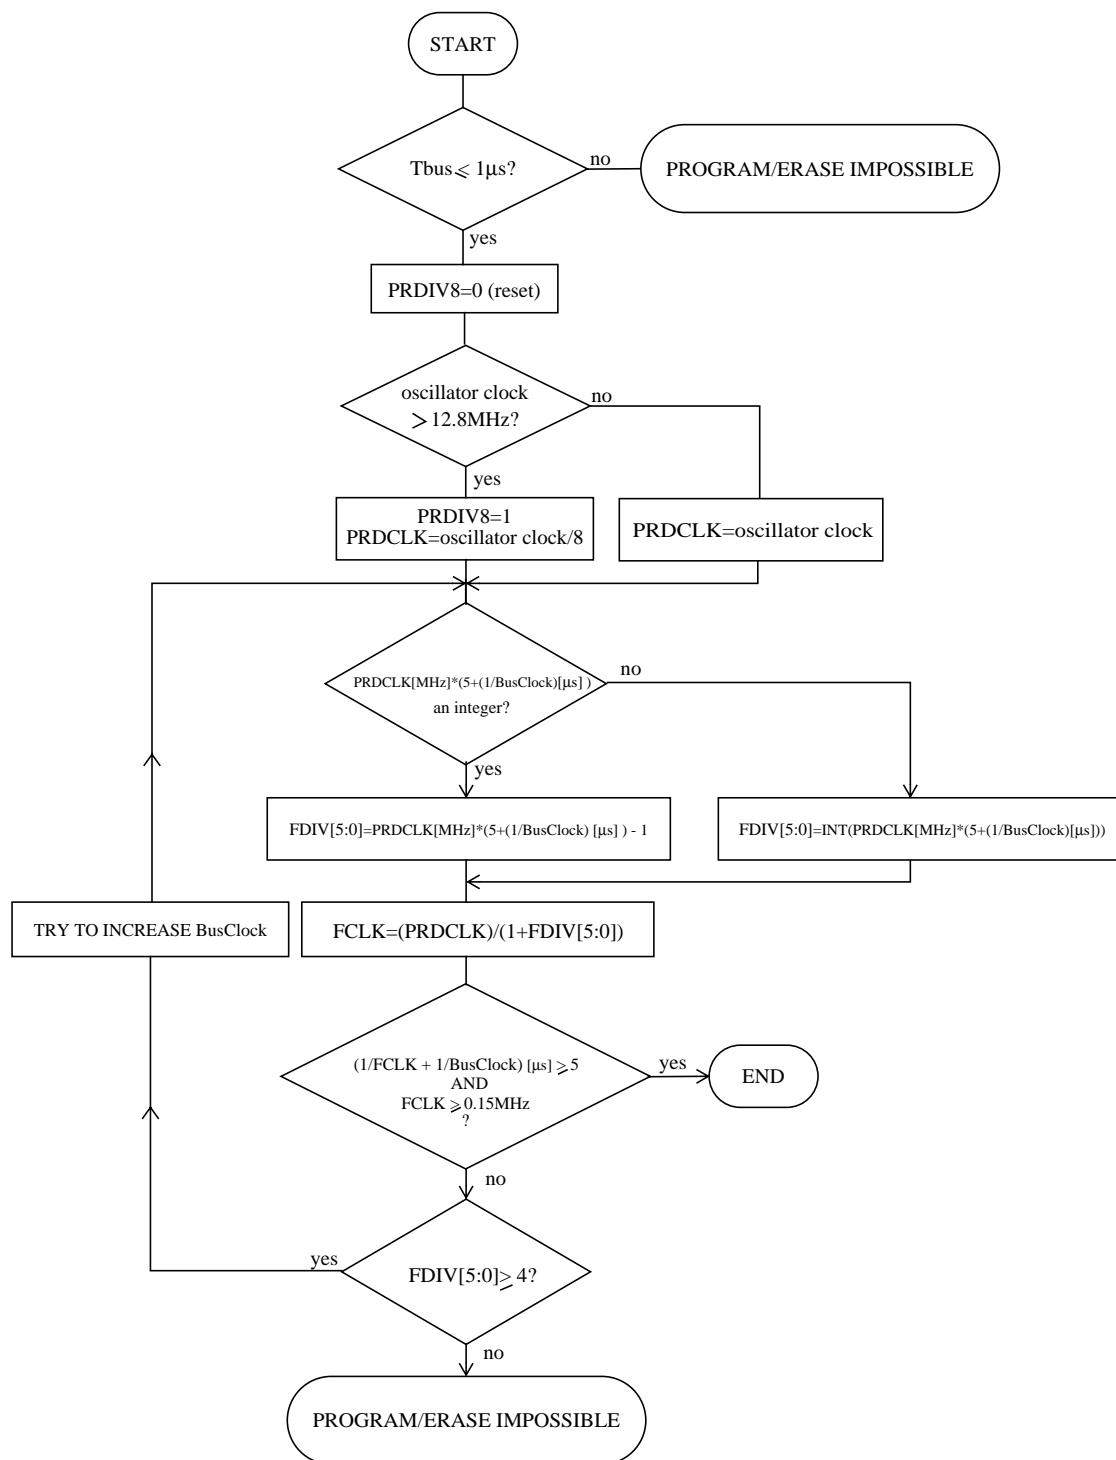 START
Tbus ⩽ 1μs?
no
PROGRAM/ERASE IMPOSSIBLE
yes
PRDIV8=0 (reset)
oscillator clock
> 12.8MHz?
no
yes
PRDIV8=1
PRDCLK=oscillator clock/8
PRDCLK=oscillator clock
PRDCLK[MHz]*(5+(1/BusClock)[μs] )
an integer?
no
yes
FDIV[5:0]=PRDCLK[MHz]*(5+(1/BusClock) [μs] ) - 1
FDIV[5:0]=INT(PRDCLK[MHz]*(5+(1/BusClock)[μs]))
TRY TO INCREASE BusClock
FCLK=(PRDCLK)/(1+FDIV[5:0])
(1/FCLK + 1/BusClock) [μs] ⩾ 5
AND
FCLK ⩾ 0.15MHz
?
yes
END
no
yes
FDIV[5:0] ≥ 4?
no
PROGRAM/ERASE IMPOSSIBLE